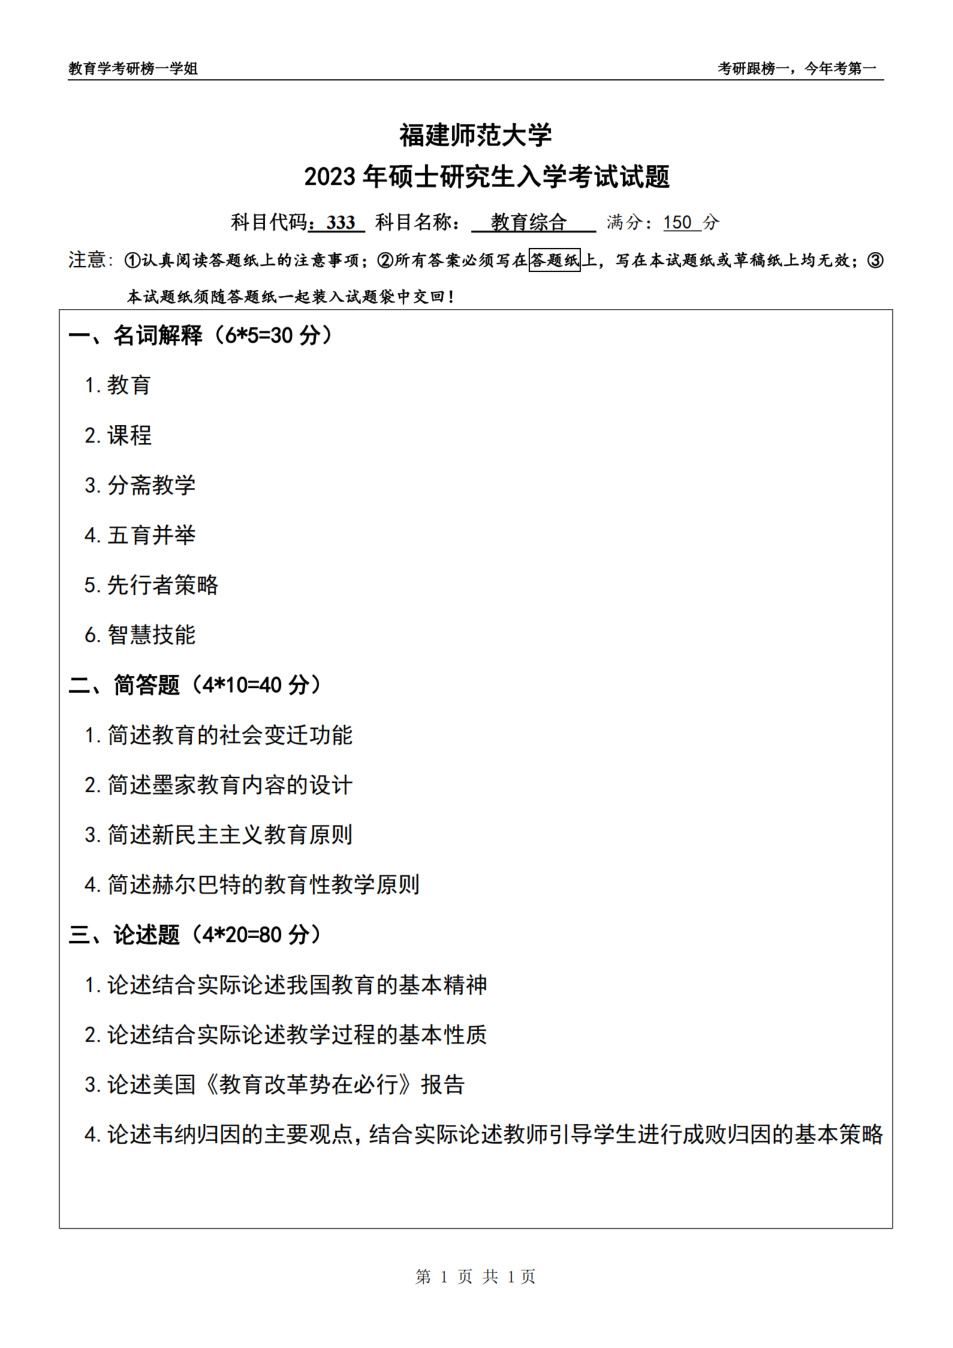 教育学考研榜一学姐 考研跟榜一，今年考第一
福建师范大学
2023 年硕士研究生入学考试试题
科目代码：333 科目名称： 教育综合 满分：150 分
注意：①认真阅读答题纸上的注意事项；②所有答案必须写在答题纸上，写在本试题纸或草稿纸上均无效；③
本试题纸须随答题纸一起装入试题袋中交回！
一、名词解释（6*5=30 分）
1.教育
2.课程
3.分斋教学
4.五育并举
5.先行者策略
6.智慧技能
二、简答题（4*10=40 分）
1.简述教育的社会变迁功能
2.简述墨家教育内容的设计
3.简述新民主主义教育原则
4.简述赫尔巴特的教育性教学原则
三、论述题（4*20=80 分）
1.论述结合实际论述我国教育的基本精神
2.论述结合实际论述教学过程的基本性质
3.论述美国《教育改革势在必行》报告
4.论述韦纳归因的主要观点,结合实际论述教师引导学生进行成败归因的基本策略
第 1 页 共 1页